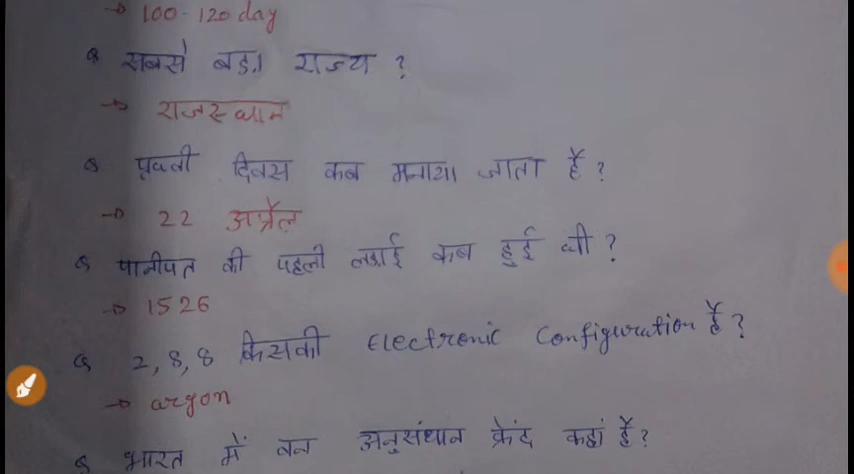 → 100-120 day
Q सबसे बड़ा राज्य ?
→ राजस्थान
Q पृथ्वी दिवस कब मनाया जाता है ?
→ 22 अप्रैल
Q पानीपत की पहली लड़ाई कब हुई थी ?
→ 1526
Q 2, 8, 8 किसकी Electronic Configuration है ?
→ argon
Q भारत में वन अनुसंधान केंद्र कहां है ?